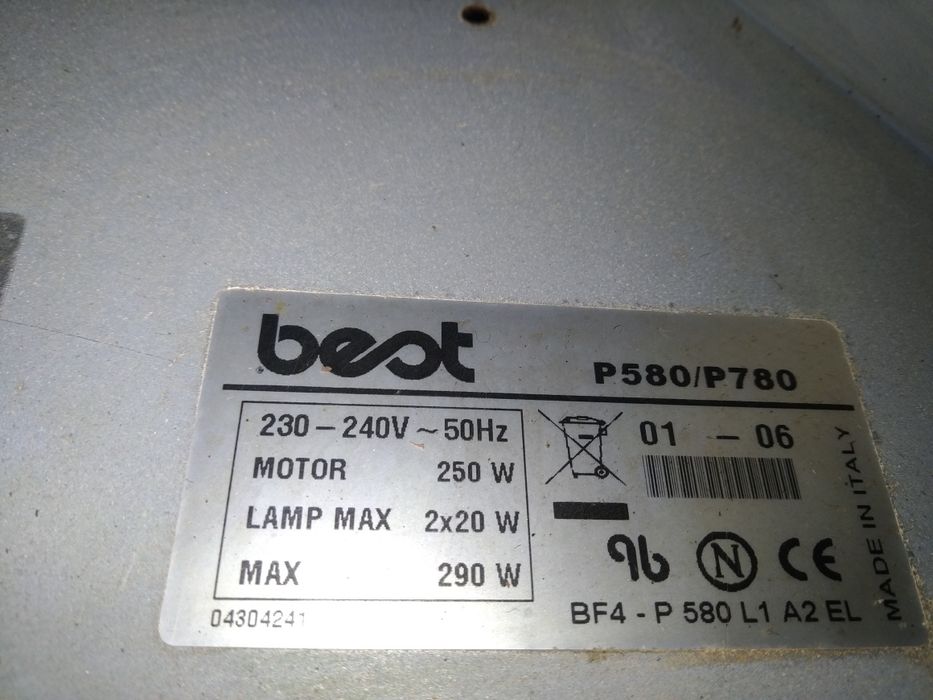 best
P580/P780
230 – 240V ~ 50Hz
MOTOR 250 W
LAMP MAX 2x20 W
MAX 290 W
04304241
01 – 06
N
CE
BF4 - P 580 L1 A2 EL
MADE IN ITALY